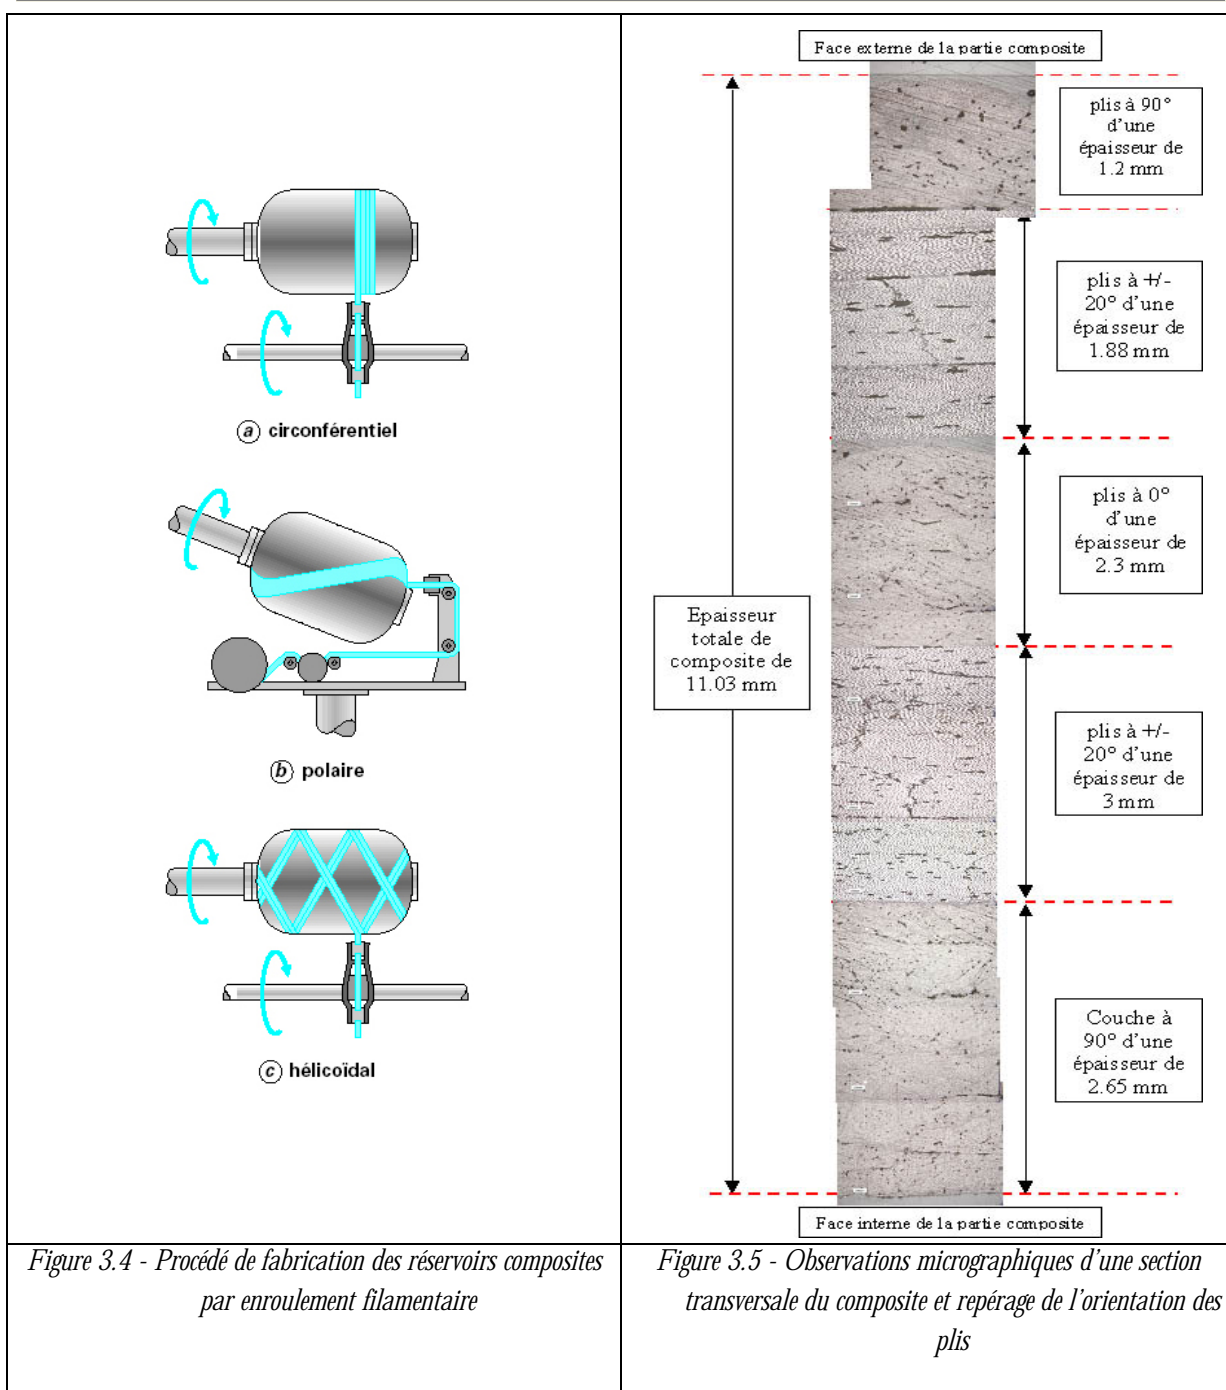 a circonférentiel
b polaire
c hélicoïdal
Figure 3.4 - Procédé de fabrication des réservoirs composites
par enroulement filamentaire
Face externe de la partie composite
plis à 90°
d'une
épaisseur de
1.2 mm
plis à +/-
20° d'une
épaisseur de
1.88 mm
plis à 0°
d'une
épaisseur de
2.3 mm
Epaisseur
totale de
composite de
11.03 mm
plis à +/-
20° d'une
épaisseur de
3 mm
Couche à
90° d'une
épaisseur de
2.65 mm
Face interne de la partie composite
Figure 3.5 - Observations micrographiques d'une section
transversale du composite et repérage de l'orientation des
plis